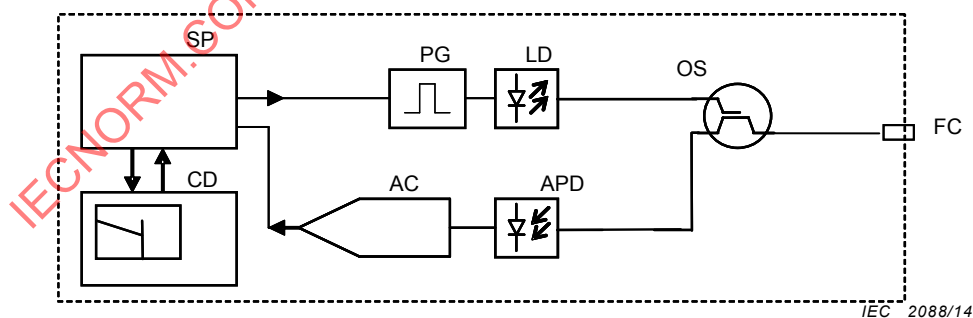 SP
PG
LD
OS
FC
CD
AC
APD
IEC 2088/14
IECNORM.COM